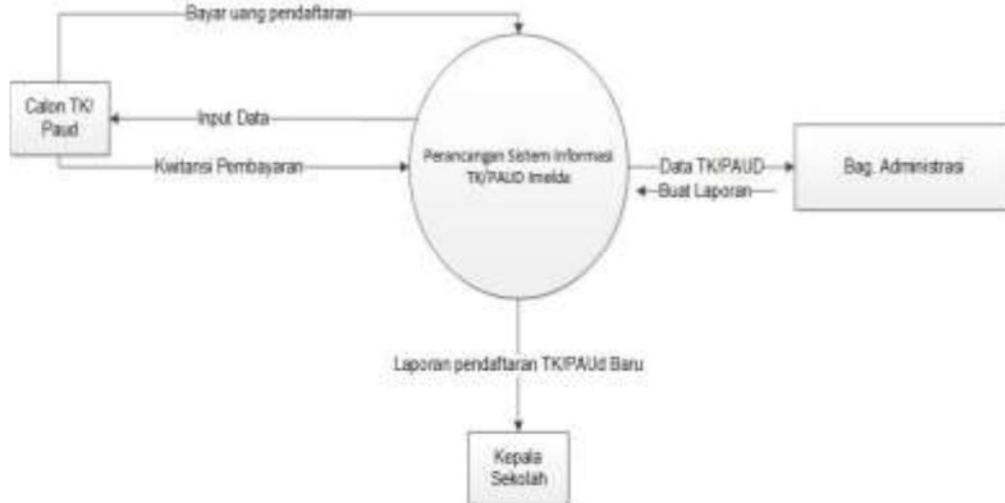 Bayar uang pendaftaran
Calon TK/
Paud
Input Data
Kwitansi Pembayaran
Perancangan Sistem Informasi
TK/PAUD Imelda
Data TK/PAUD
Buat Laporan
Bag. Administrasi
Laporan pendaftaran TK/PAUd Baru
Kepala
Sekolah